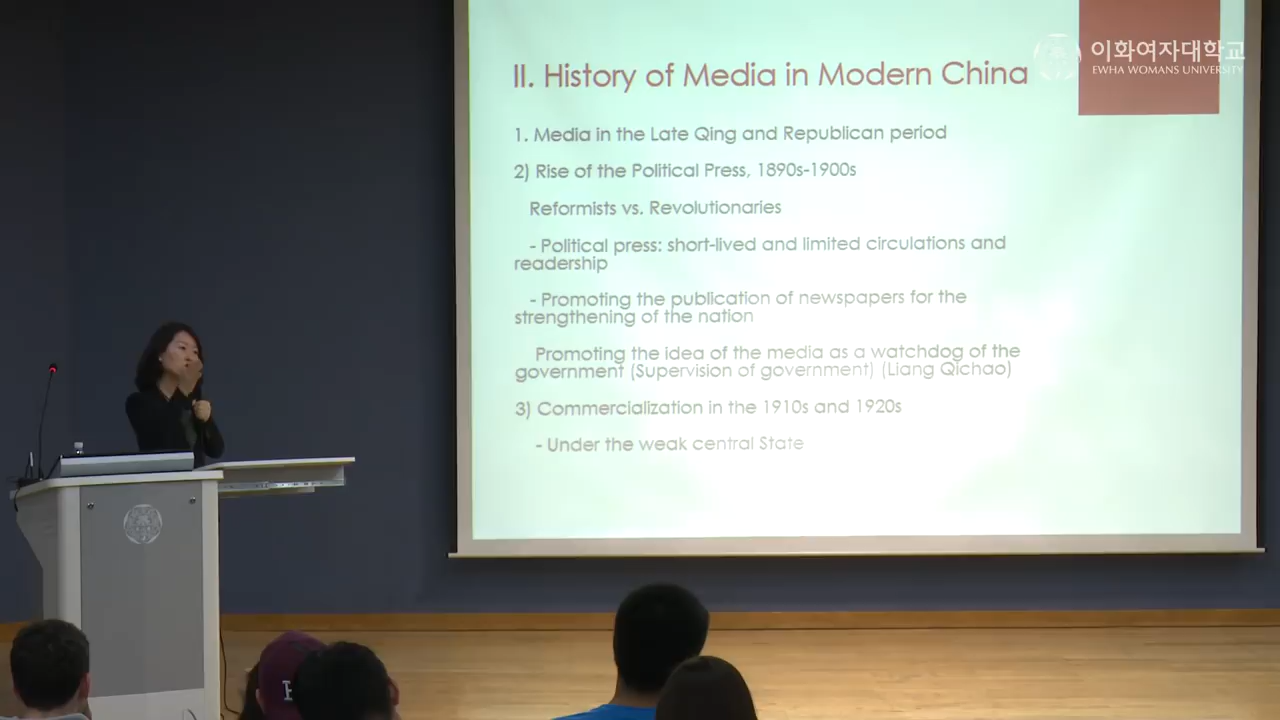 이화여자대학교
EWHA WOMANS UNIVERSITY
II. History of Media in Modern China
1. Media in the Late Qing and Republican period
2) Rise of the Political Press, 1890s-1900s
Reformists vs. Revolutionaries
- Political press: short-lived and limited circulations and
readership
- Promoting the publication of newspapers for the
strengthening of the nation
Promoting the idea of the media as a watchdog of the
government (Supervision of government) (Liang Qichao)
3) Commercialization in the 1910s and 1920s
- Under the weak central State